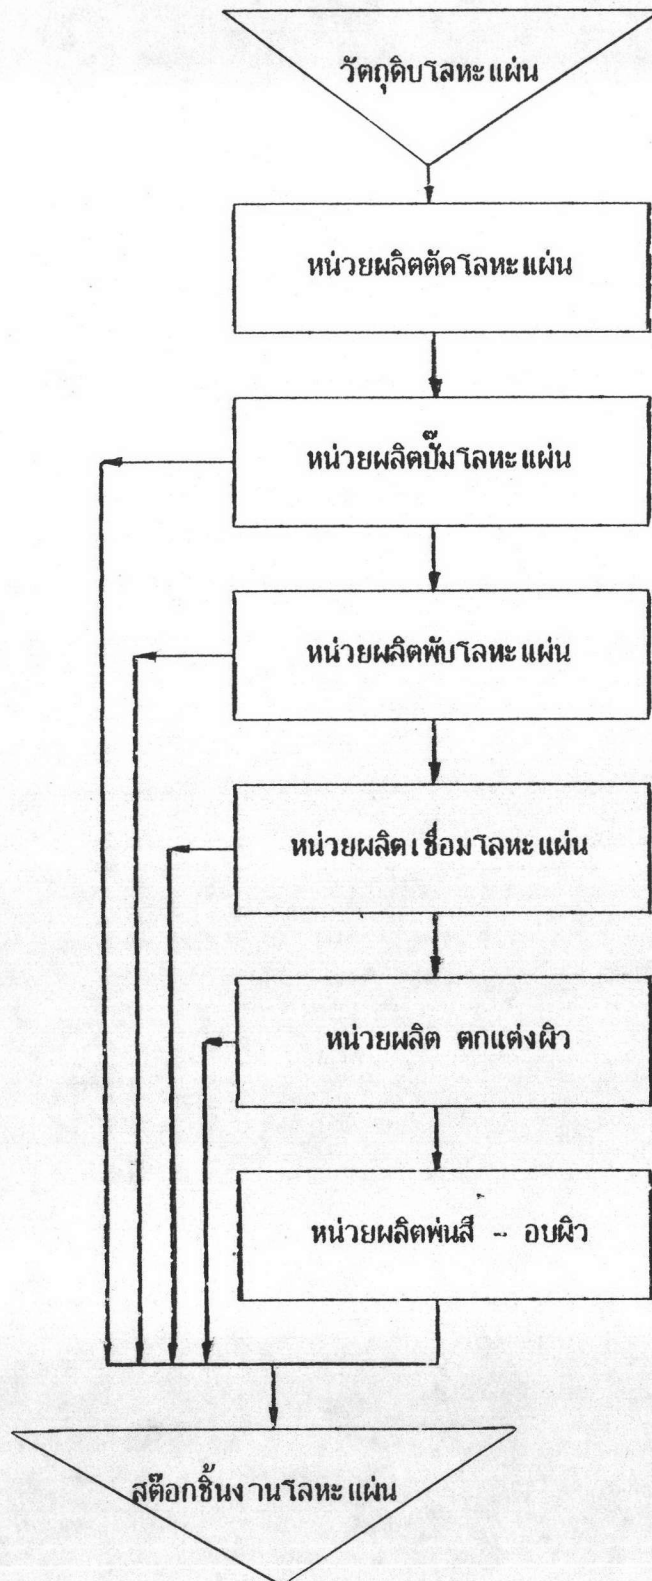 วัตถุดิบโลหะแผ่น
หน่วยผลิตตัดโลหะแผ่น
หน่วยผลิตปั๊มโลหะแผ่น
หน่วยผลิตพับโลหะแผ่น
หน่วยผลิตเชื่อมโลหะแผ่น
หน่วยผลิต ตกแต่งผิว
หน่วยผลิตพ่นสี - อบผิว
สต๊อกชิ้นงานโลหะแผ่น